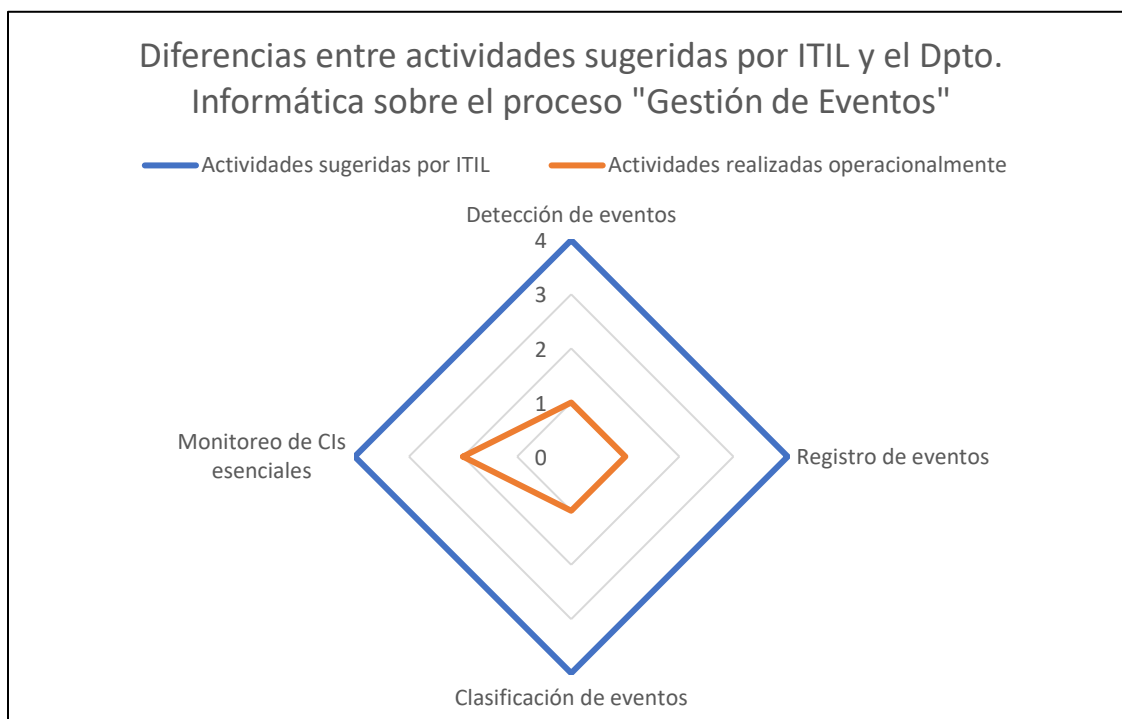 Diferencias entre actividades sugeridas por ITIL y el Dpto.
Informática sobre el proceso "Gestión de Eventos"
Actividades sugeridas por ITIL
Actividades realizadas operacionalmente
Detección de eventos
4
3
2
1
0
Monitoreo de CIs
esenciales
Registro de eventos
Clasificación de eventos